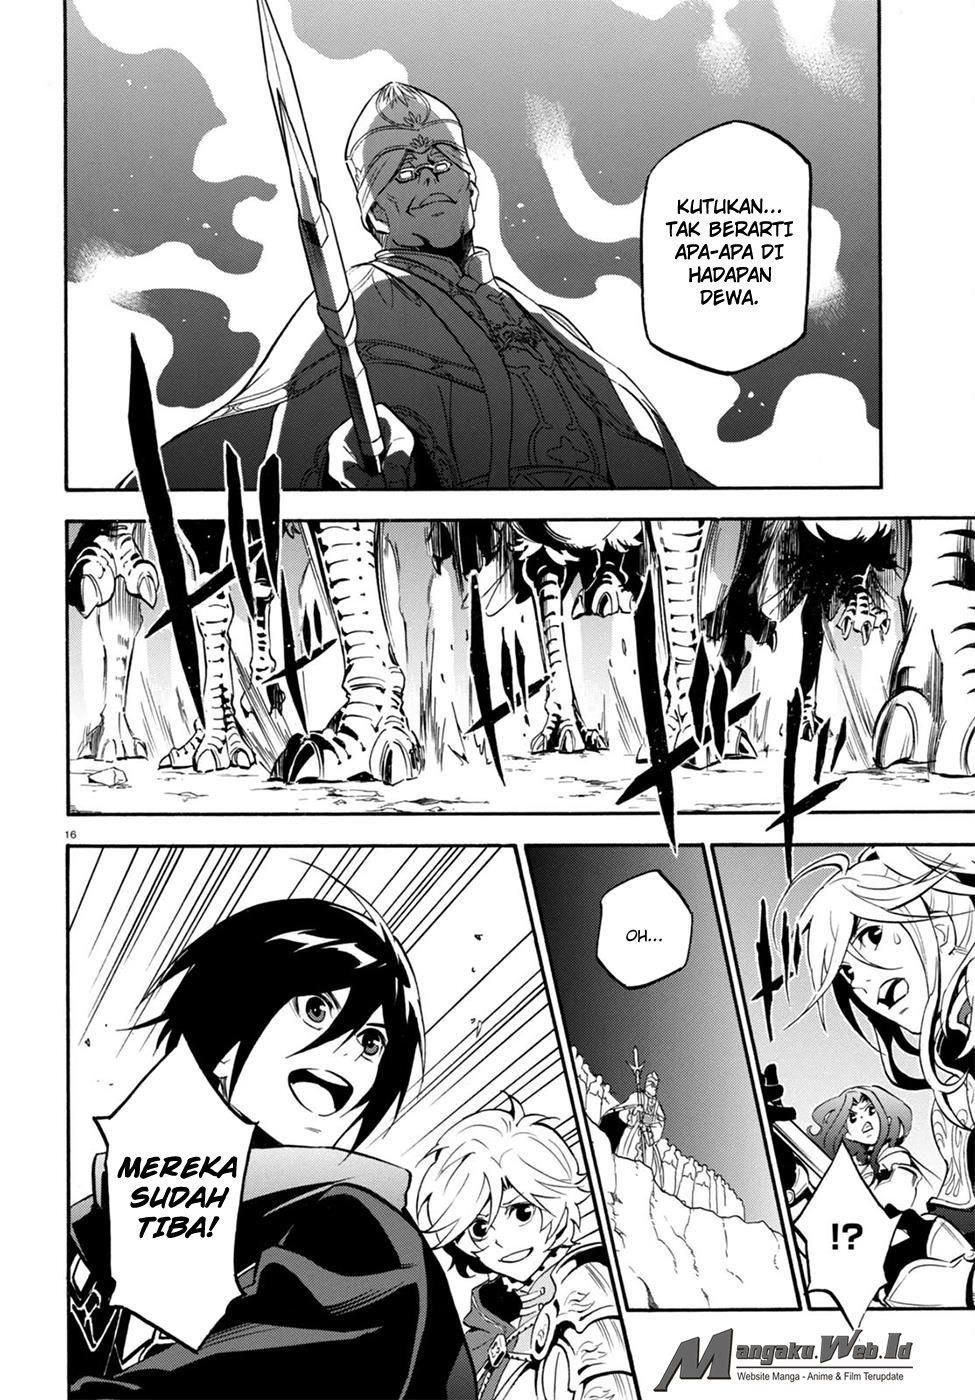 KUTUKAN...
TAK BERARTI
APA-APA DI
HADAPAN
DEWA.
16
!?
OH...
MEREKA
SUDAH
TIBA!
Mangaku.Web.Id
Website Manga - Anime & Film Terupdate